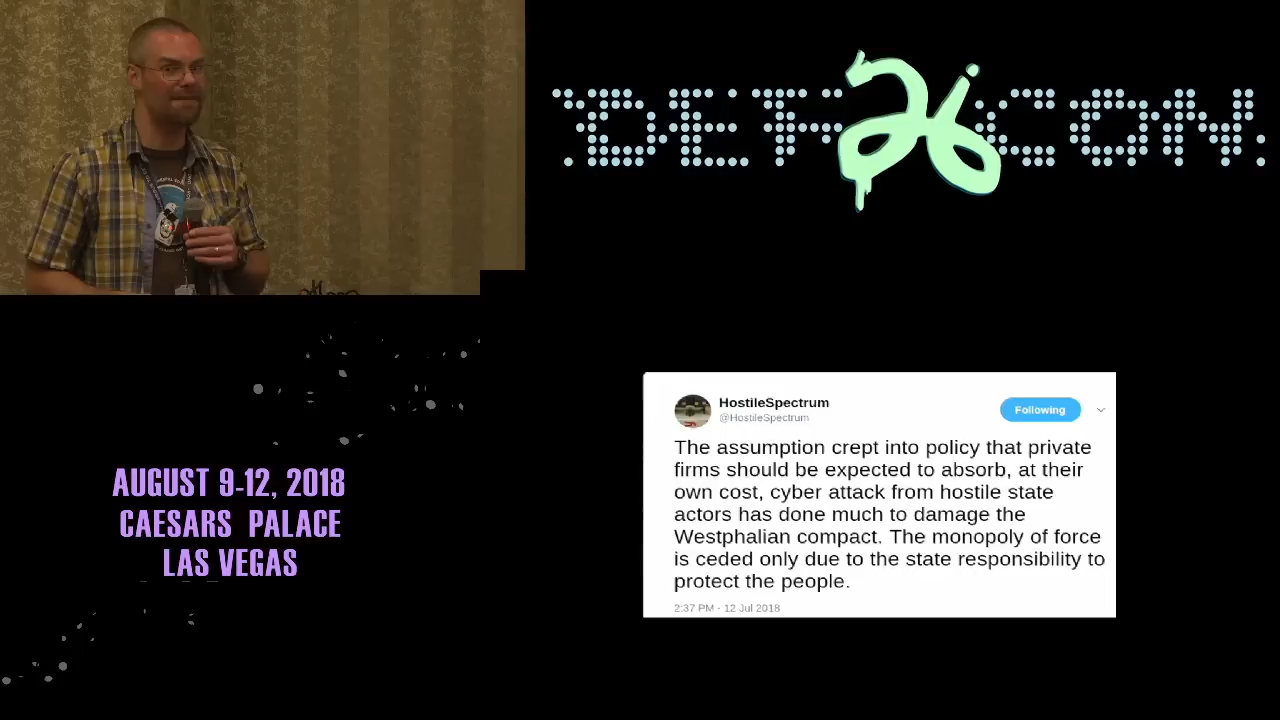 DEF 26 CON
HostileSpectrum
@HostileSpectrum
Following
The assumption crept into policy that private
firms should be expected to absorb, at their
own cost, cyber attack from hostile state
actors has done much to damage the
Westphalian compact. The monopoly of force
is ceded only due to the state responsibility to
protect the people.
2:37 PM - 12 Jul 2018
AUGUST 9-12, 2018
CAESARS PALACE
LAS VEGAS